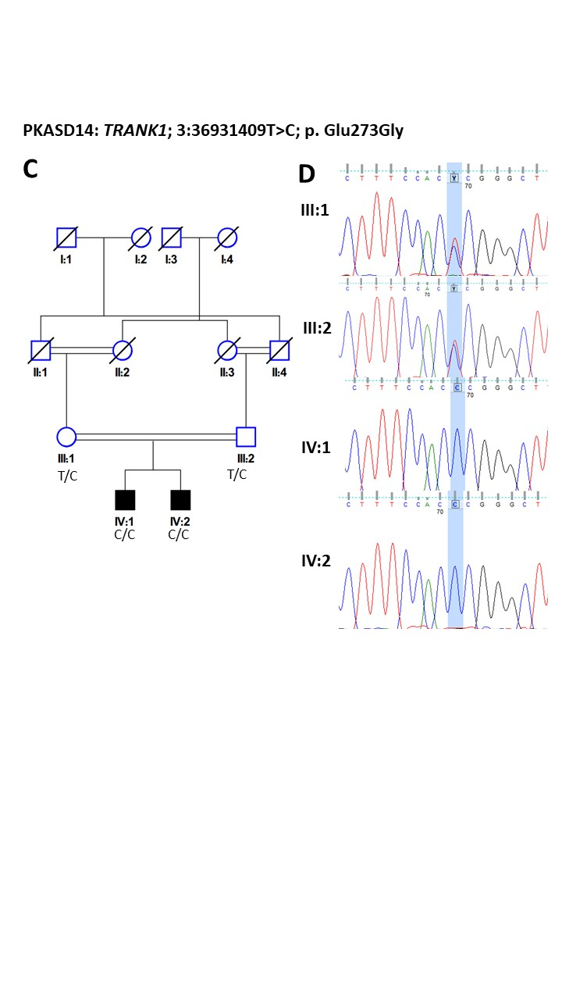 PKASD14: TRANK1; 3:36931409T>C; p. Glu273Gly
C
I:1 I:2 I:3 I:4
II:1 II:2 II:3 II:4
III:1 III:2
T/C T/C
IV:1 IV:2
C/C C/C
D
C T T T C C A C Y C G G G C T
70
III:1
C T T T C C A C Y C G G G C T
70
III:2
C T T T C C A C C C G G G C T T
70
IV:1
C T T T C C A C C C G G G C T
70
IV:2